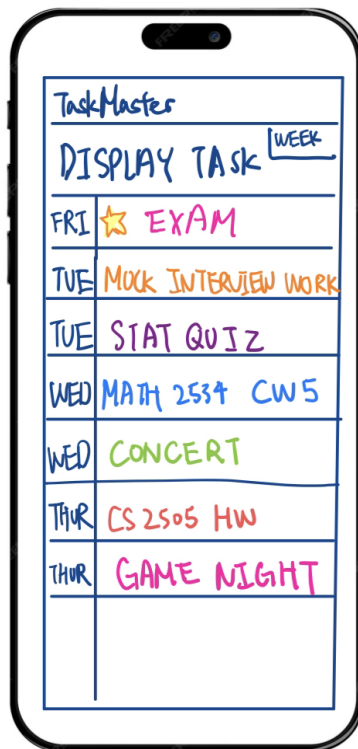 TaskMaster
DISPLAY TASK WEEK
FRI EXAM
TUE MOCK INTERVIEW WORK
TUE STAT QUIZ
WED MATH 2534 CW5
WED CONCERT
THUR CS 2505 HW
THUR GAME NIGHT